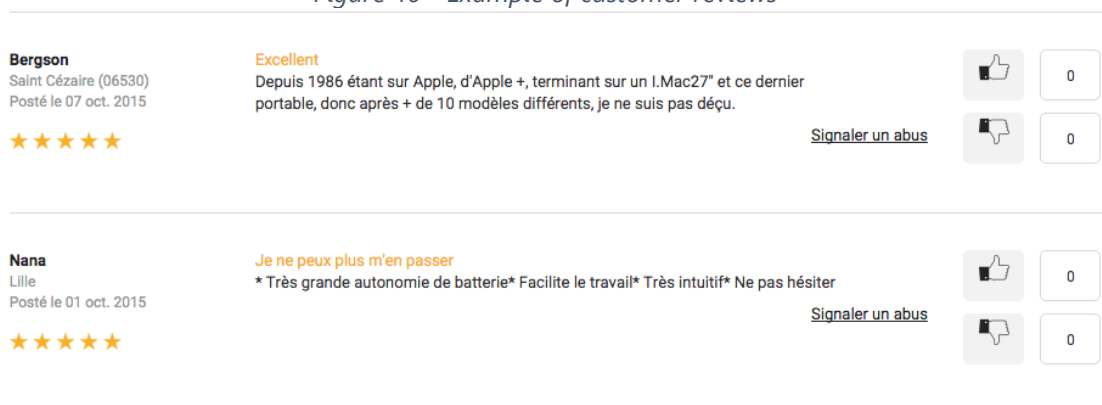 Bergson
Saint Cézaire (06530)
Posté le 07 oct. 2015
Excellent
Depuis 1986 étant sur Apple, d'Apple +, terminant sur un I.Mac27" et ce dernier
portable, donc après + de 10 modèles différents, je ne suis pas déçu.
Signaler un abus
0
0
Nana
Lille
Posté le 01 oct. 2015
Je ne peux plus m'en passer
* Très grande autonomie de batterie* Facilite le travail* Très intuitif* Ne pas hésiter
Signaler un abus
0
0